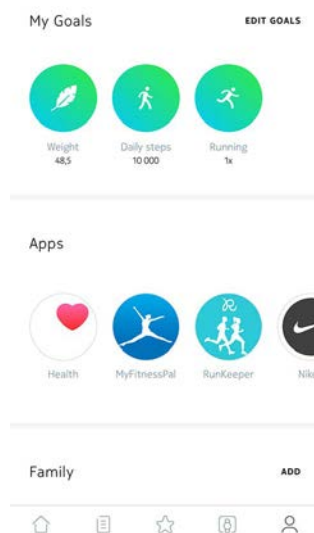 My Goals
EDIT GOALS
Weight
48,5
Daily steps
10 000
Running
1x
Apps
Health
MyFitnessPal
RunKeeper
Nike
Family
ADD